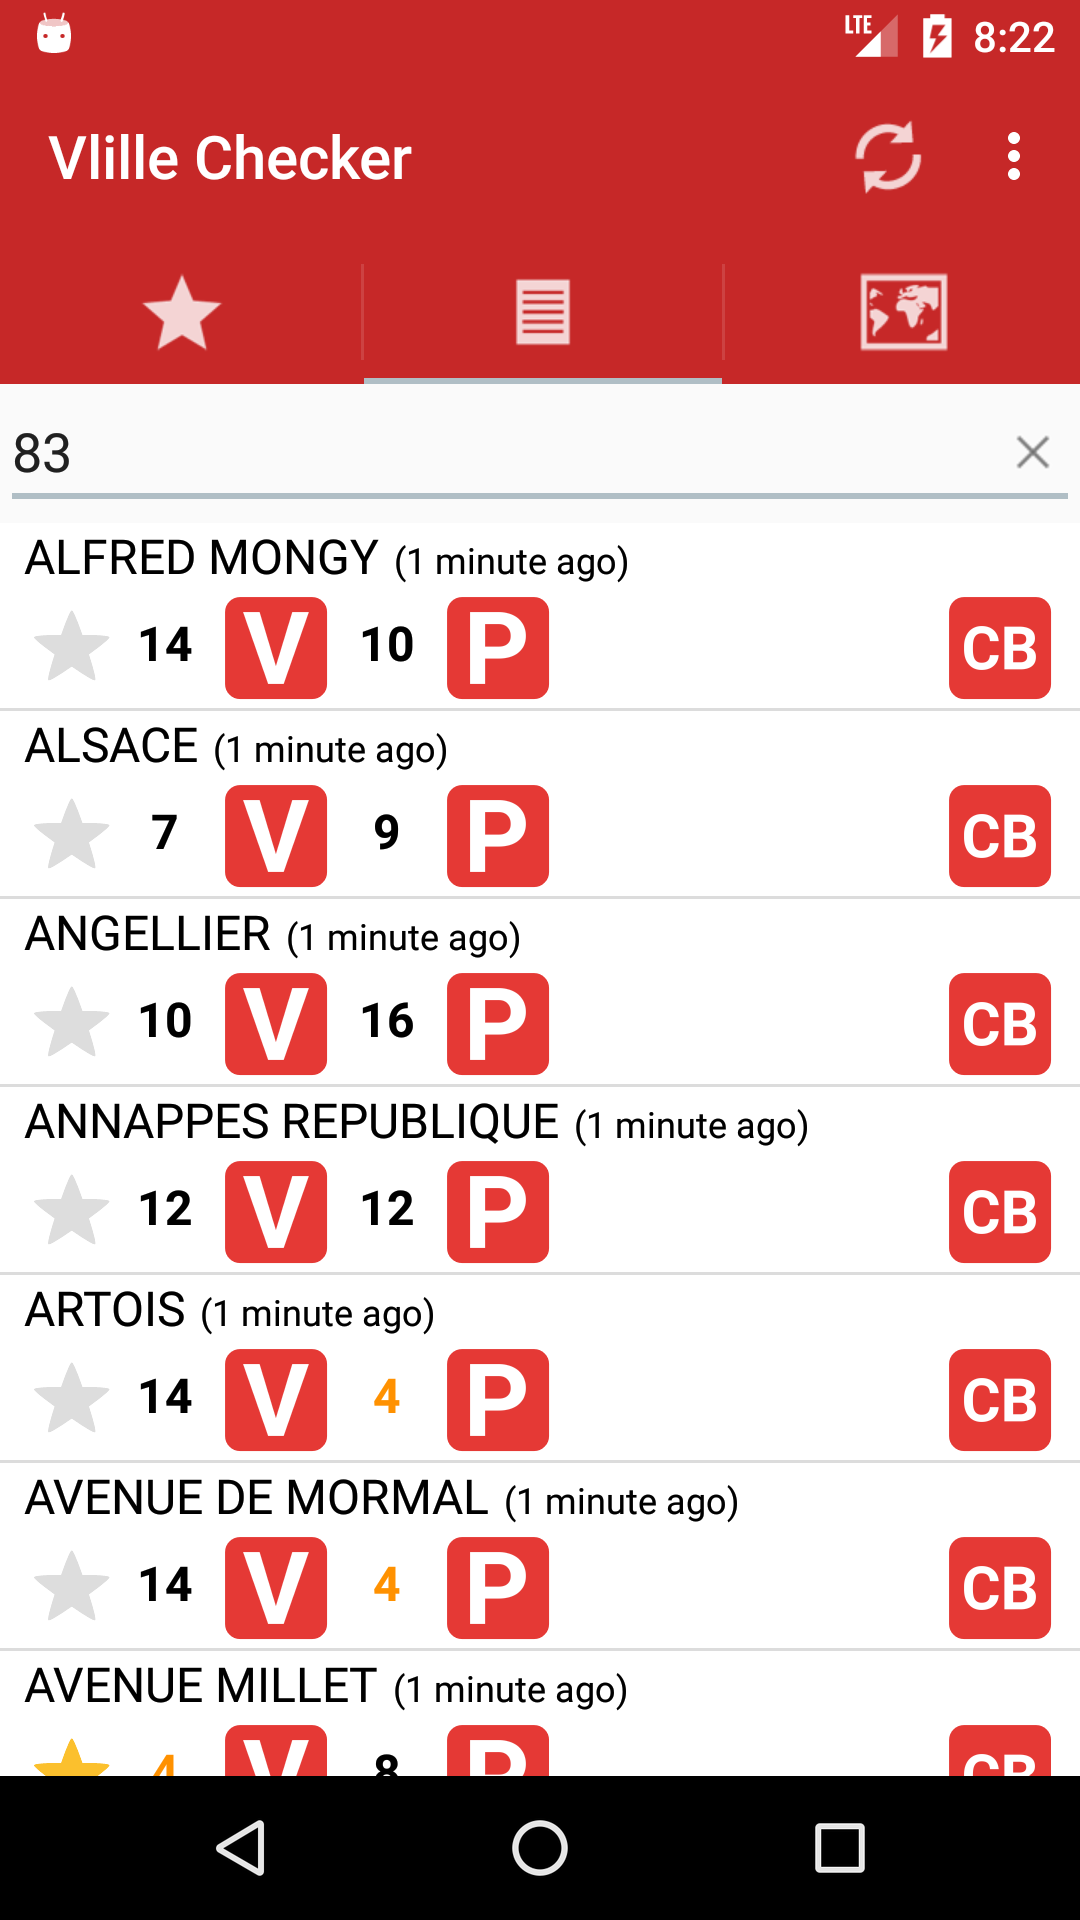 LTE 8:22
Vlille Checker
83
ALFRED MONGY (1 minute ago)
14 V 10 P CB
ALSACE (1 minute ago)
7 V 9 P CB
ANGELLIER (1 minute ago)
10 V 16 P CB
ANNAPPES REPUBLIQUE (1 minute ago)
12 V 12 P CB
ARTOIS (1 minute ago)
14 V 4 P CB
AVENUE DE MORMAL (1 minute ago)
14 V 4 P CB
AVENUE MILLET (1 minute ago)
4 V 8 P CB